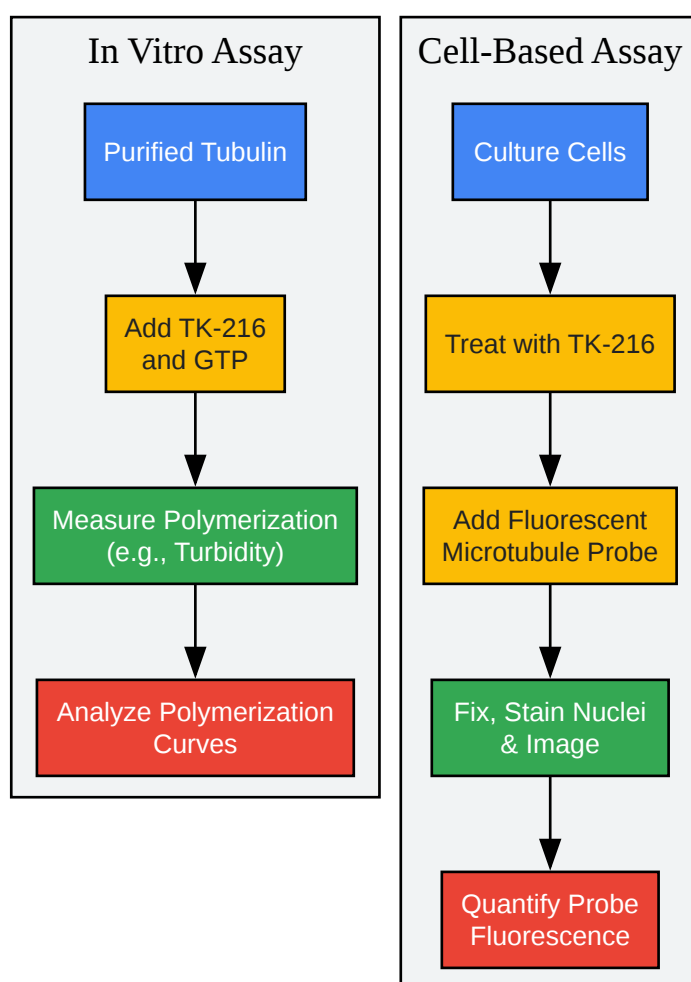 In Vitro Assay
Purified Tubulin
Add TK-216
and GTP
Measure Polymerization
(e.g., Turbidity)
Analyze Polymerization
Curves
Cell-Based Assay
Culture Cells
Treat with TK-216
Add Fluorescent
Microtubule Probe
Fix, Stain Nuclei
& Image
Quantify Probe
Fluorescence